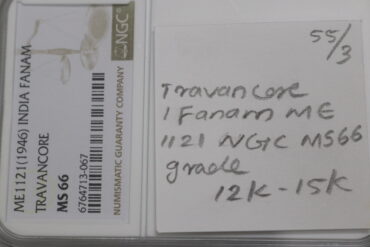 ME1121(1946) INDIA FANAM
TRAVANCORE
MS 66
6764713-067
NGC
NUMISMATIC GUARANTY COMPANY
55/3
Travancore
1 Fanam ME
1121 NGC MS66
grade
12K-15K